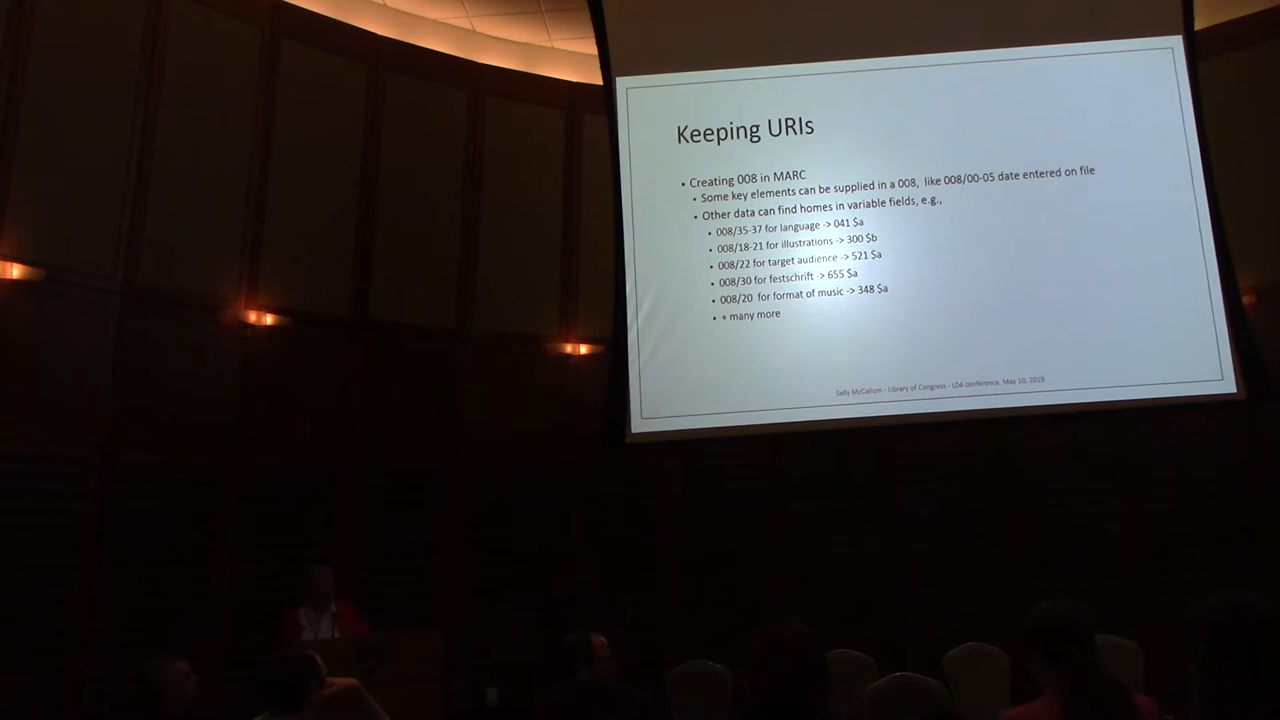 Keeping URIs
• Creating 008 in MARC
• Some key elements can be supplied in a 008, like 008/00-05 date entered on file
• Other data can find homes in variable fields, e.g.,
• 008/35-37 for language -> 041 $a
• 008/18-21 for illustrations -> 300 $b
• 008/22 for target audience -> 521 $a
• 008/30 for festschrift -> 655 $a
• 008/20 for format of music -> 348 $a
• + many more
Sally McCallum - Library of Congress - LD4 conference, May 10, 2019